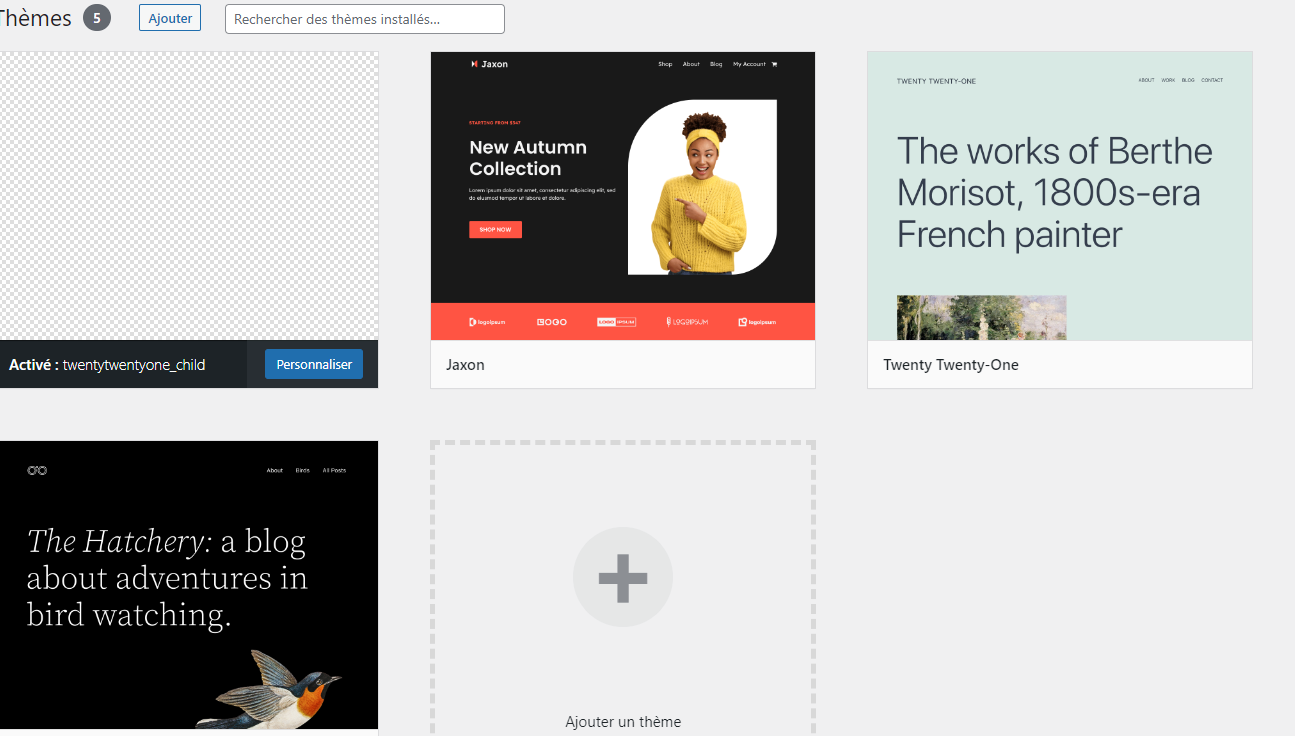 Thèmes 5 Ajouter Rechercher des thèmes installés…
Activé : twentytwentyone_child Personnaliser
Jaxon Shop About Blog My Account
STARTING FROM $34?
New Autumn
Collection
Lorem ipsum dolor sit amet, consectetur adipiscing elit, sed
do eiusmod tempor ut labore et dolore.
SHOP NOW
logoipsum LOGO LOGO IPSUM LOGOIPSUM logoipsum
Jaxon
TWENTY TWENTY-ONE ABOUT WORK BLOG CONTACT
The works of Berthe
Morisot, 1800s-era
French painter
Twenty Twenty-One
About Birds All Posts
The Hatchery: a blog
about adventures in
bird watching.
Ajouter un thème